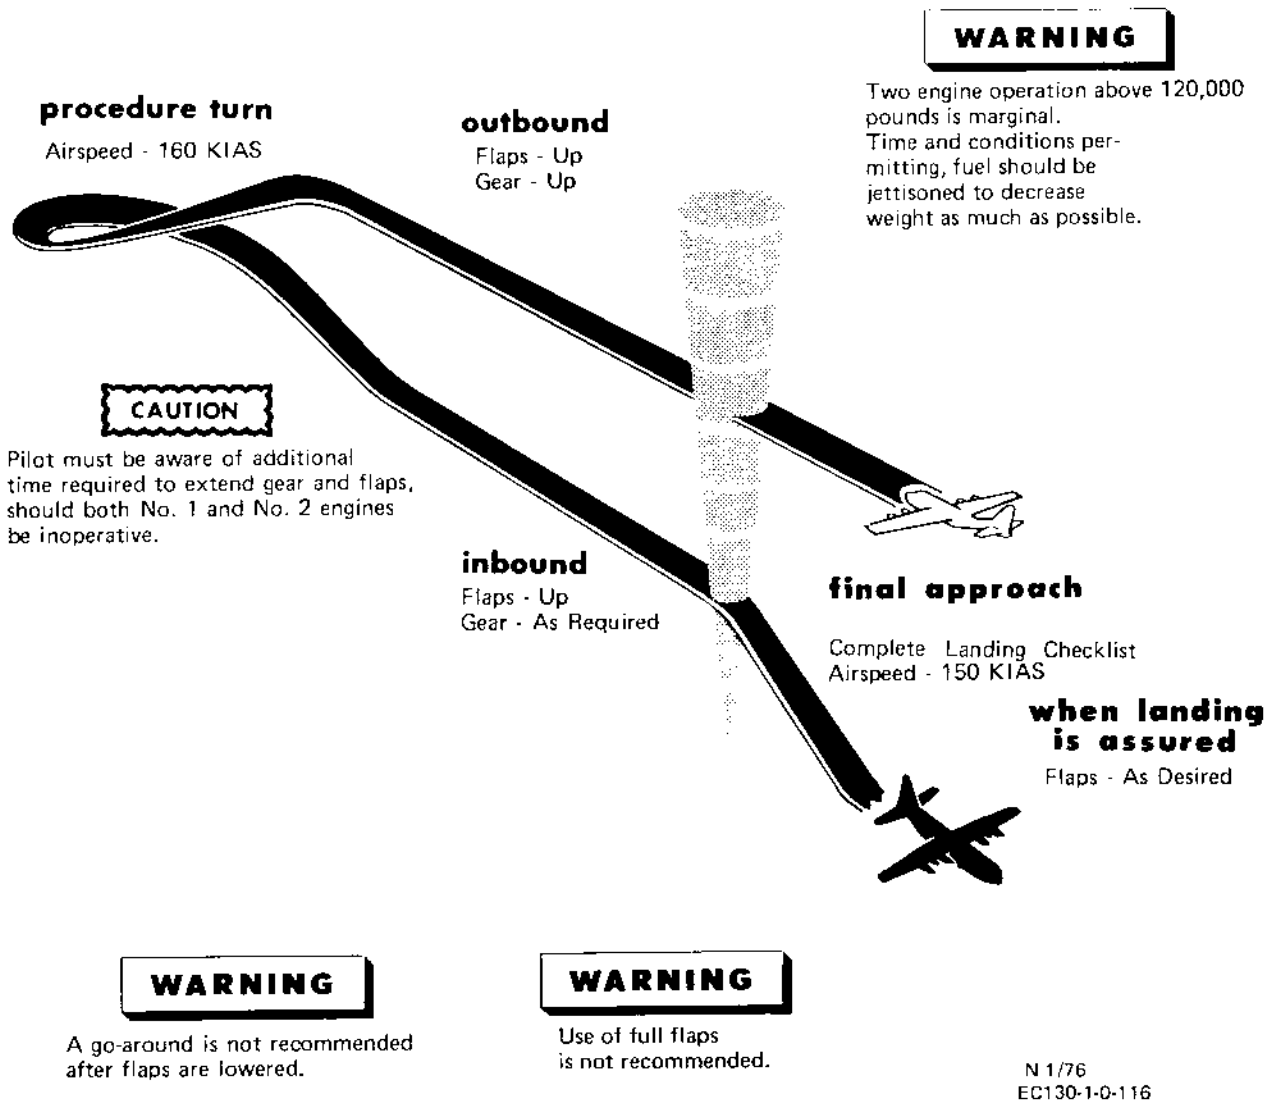 WARNING
Two engine operation above 120,000
pounds is marginal.
Time and conditions per-
mitting, fuel should be
jettisoned to decrease
weight as much as possible.
procedure turn
Airspeed - 160 KIAS
outbound
Flaps - Up
Gear - Up
CAUTION
Pilot must be aware of additional
time required to extend gear and flaps,
should both No. 1 and No. 2 engines
be inoperative.
inbound
Flaps - Up
Gear - As Required
final approach
Complete Landing Checklist
Airspeed - 150 KIAS
when landing
is assured
Flaps - As Desired
WARNING
A go-around is not recommended
after flaps are lowered.
WARNING
Use of full flaps
is not recommended.
N 1/76
EC130-1-0-116